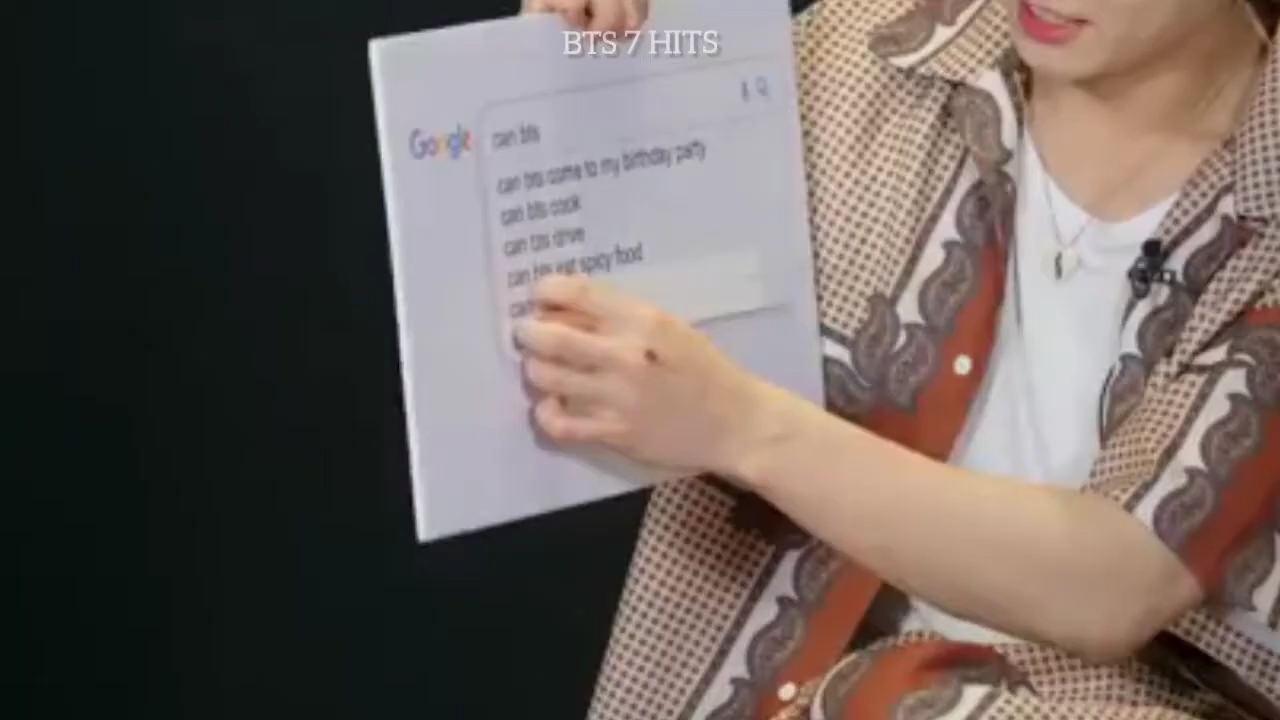 BTS 7 HITS
Google
can bts
can bts come to my birthday party
can bts cook
can bts drive
can bts eat spicy food
can